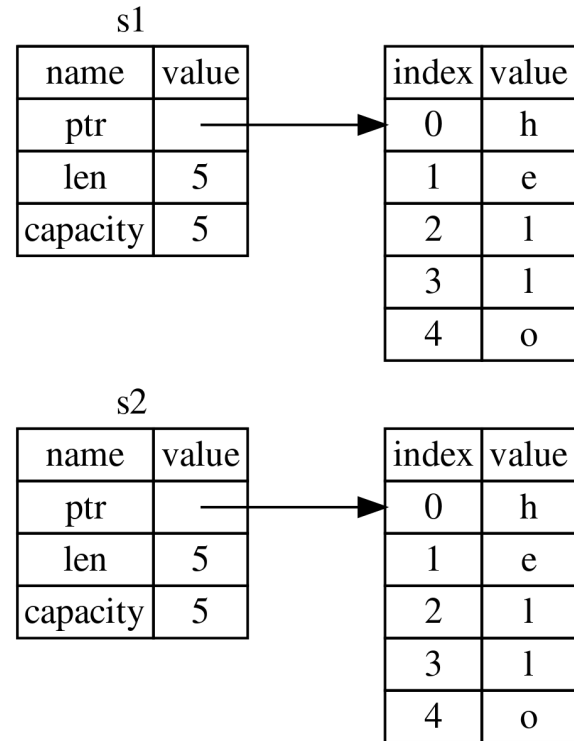 s1
name value
ptr
len 5
capacity 5
index value
0 h
1 e
2 l
3 l
4 o
s2
name value
ptr
len 5
capacity 5
index value
0 h
1 e
2 l
3 l
4 o